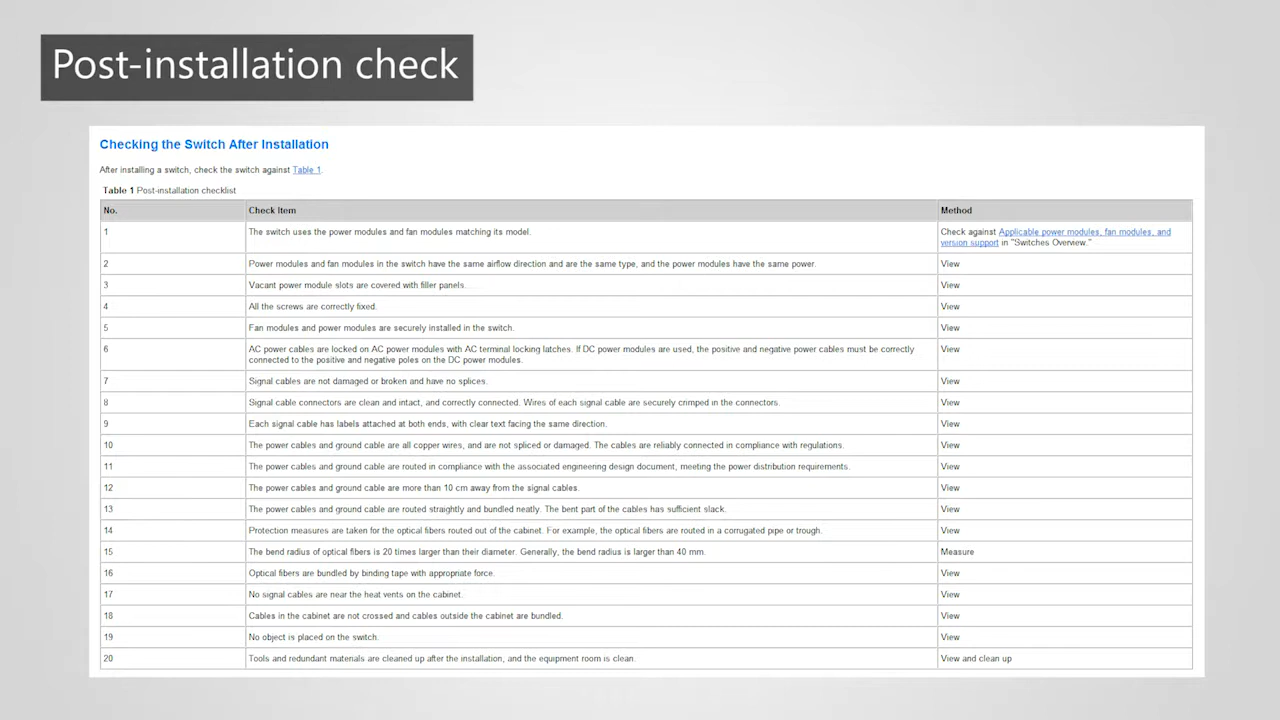 Post-installation check
Checking the Switch After Installation
After installing a switch, check the switch against Table 1.
Table 1 Post-installation checklist
No. Check Item Method
1 The switch uses the power modules and fan modules matching its model. Check against Applicable power modules, fan modules, and
version support in "Switches Overview."
2 Power modules and fan modules in the switch have the same airflow direction and are the same type, and the power modules have the same power. View
3 Vacant power module slots are covered with filler panels. View
4 All the screws are correctly fixed. View
5 Fan modules and power modules are securely installed in the switch. View
6 AC power cables are locked on AC power modules with AC terminal locking latches. If DC power modules are used, the positive and negative power cables must be correctly View
connected to the positive and negative poles on the DC power modules.
7 Signal cables are not damaged or broken and have no splices. View
8 Signal cable connectors are clean and intact, and correctly connected. Wires of each signal cable are securely crimped in the connectors. View
9 Each signal cable has labels attached at both ends, with clear text facing the same direction. View
10 The power cables and ground cable are all copper wires, and are not spliced or damaged. The cables are reliably connected in compliance with regulations. View
11 The power cables and ground cable are routed in compliance with the associated engineering design document, meeting the power distribution requirements. View
12 The power cables and ground cable are more than 10 cm away from the signal cables. View
13 The power cables and ground cable are routed straightly and bundled neatly. The bent part of the cables has sufficient slack. View
14 Protection measures are taken for the optical fibers routed out of the cabinet. For example, the optical fibers are routed in a corrugated pipe or trough. View
15 The bend radius of optical fibers is 20 times larger than their diameter. Generally, the bend radius is larger than 40 mm. Measure
16 Optical fibers are bundled by binding tape with appropriate force. View
17 No signal cables are near the heat vents on the cabinet. View
18 Cables in the cabinet are not crossed and cables outside the cabinet are bundled. View
19 No object is placed on the switch. View
20 Tools and redundant materials are cleaned up after the installation, and the equipment room is clean. View and clean up